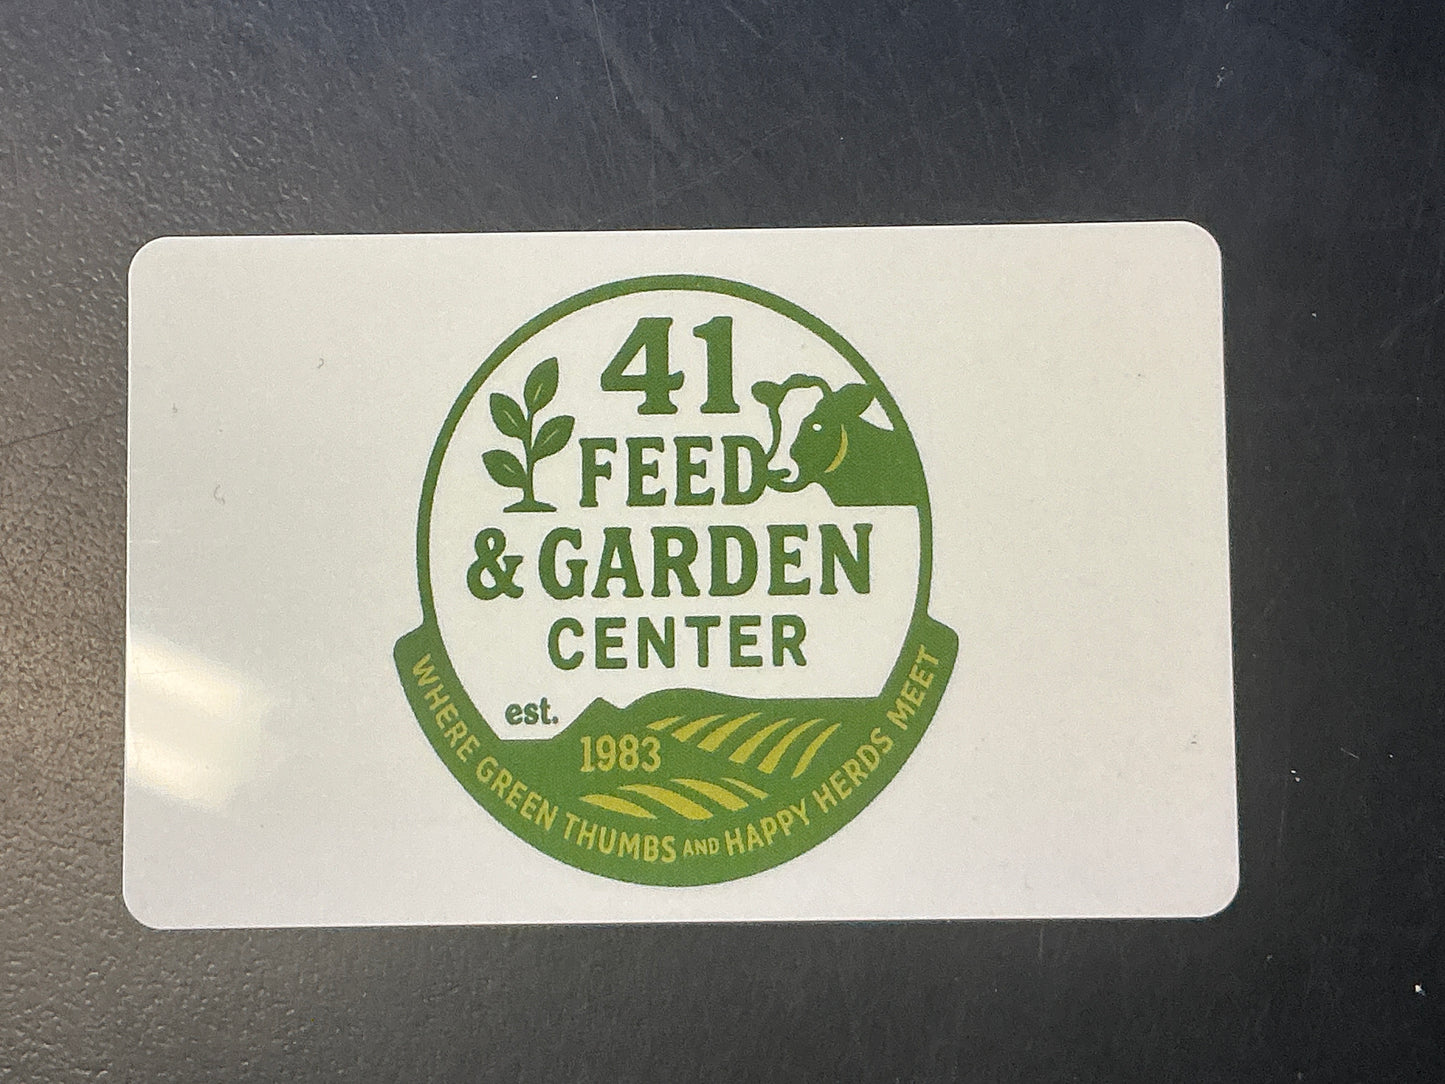 41
FEED
& GARDEN
CENTER
est.
1983
WHERE GREEN THUMBS AND HAPPY HERDS MEET